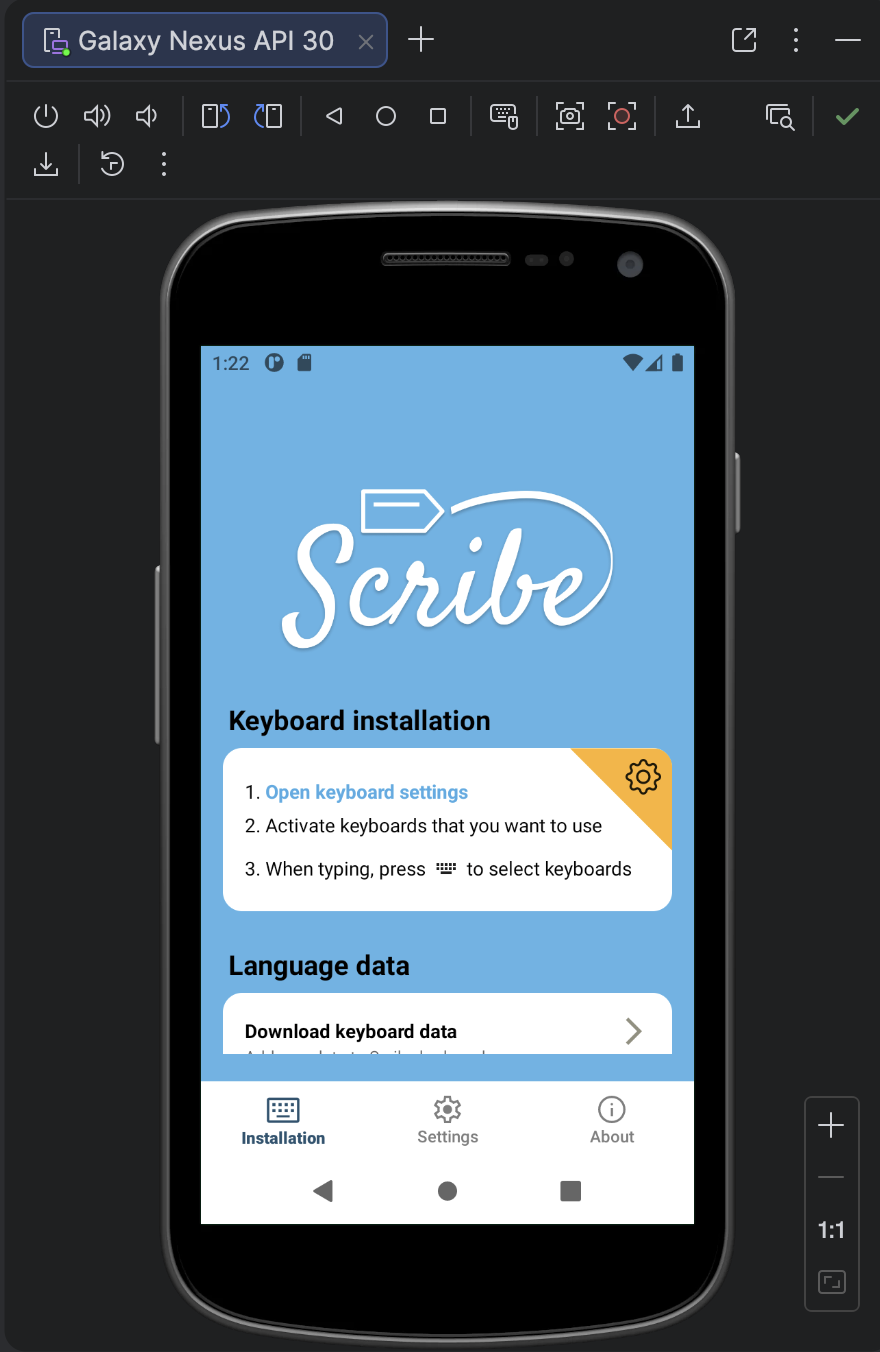 Galaxy Nexus API 30
1:22
Scribe
Keyboard installation
1. Open keyboard settings
2. Activate keyboards that you want to use
3. When typing, press to select keyboards
Language data
Download keyboard data
Installation
Settings
About
1:1